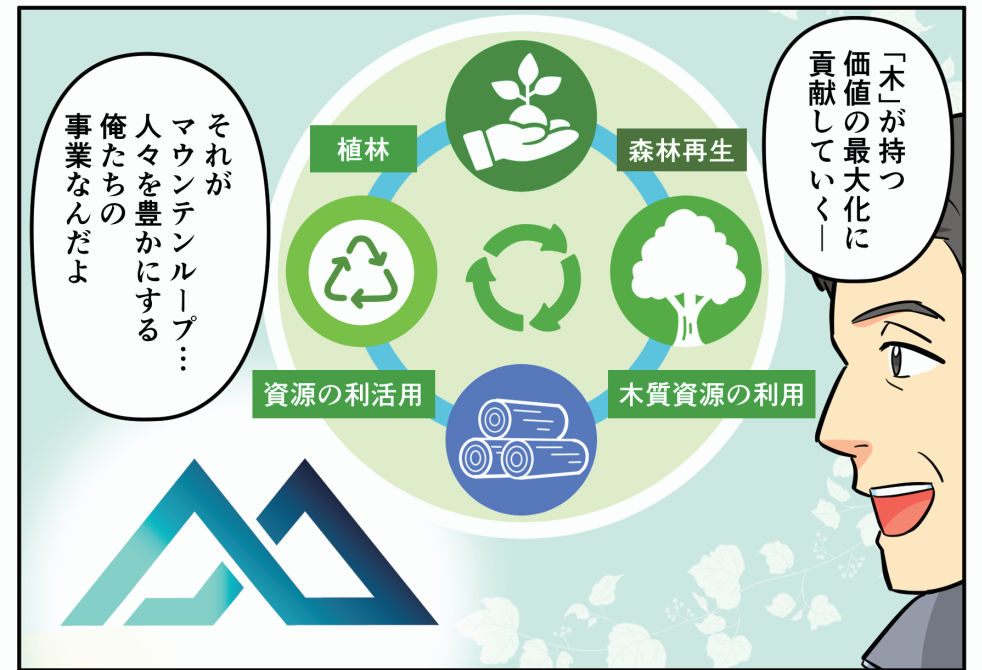 「木」が持つ
価値の最大化に
貢献していく―
森林再生
植林
木質資源の利用
資源の利活用
それが
マウンテンループ…
人々を豊かにする
俺たちの
事業なんだよ